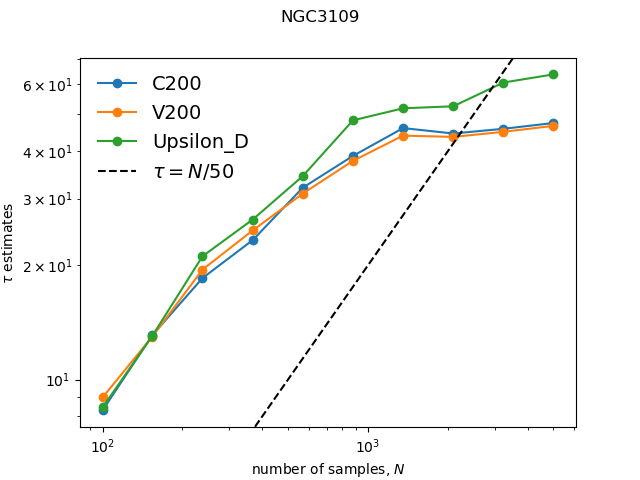 NGC3109
C200
V200
Upsilon_D
τ = N/50
6 × 10¹
4 × 10¹
3 × 10¹
2 × 10¹
10¹
τ estimates
10² 10³
number of samples, N